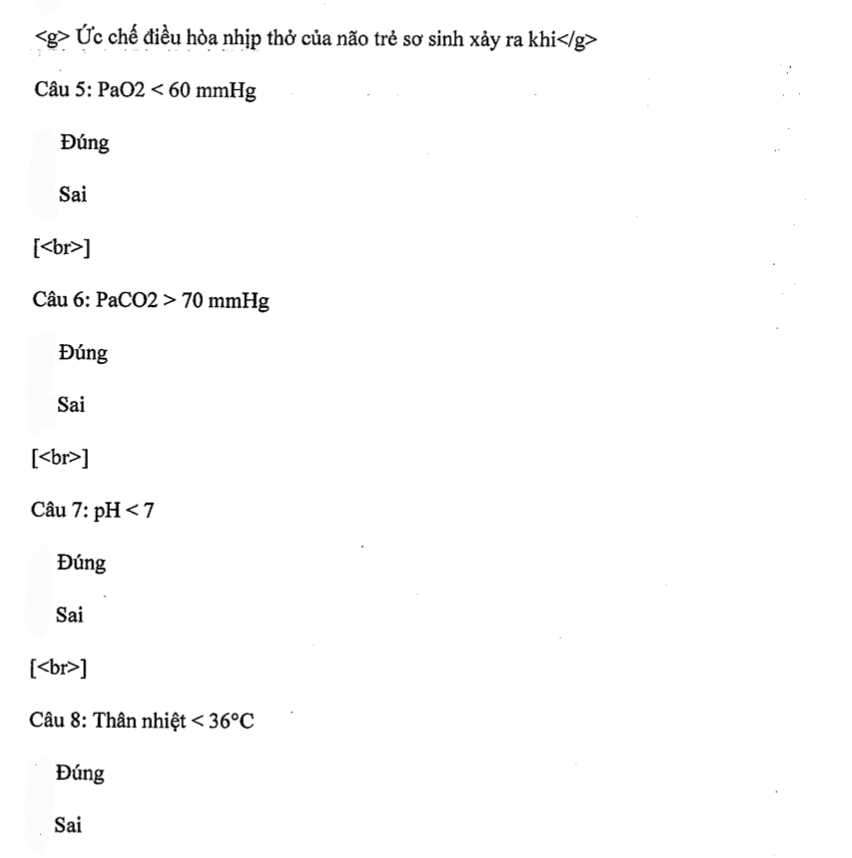 <g> Ức chế điều hòa nhịp thở của não trẻ sơ sinh xảy ra khi</g>
Câu 5: PaO2 < 60 mmHg
Đúng
Sai
[<br>]
Câu 6: PaCO2 > 70 mmHg
Đúng
Sai
[<br>]
Câu 7: pH < 7
Đúng
Sai
[<br>]
Câu 8: Thân nhiệt < 36°C
Đúng
Sai